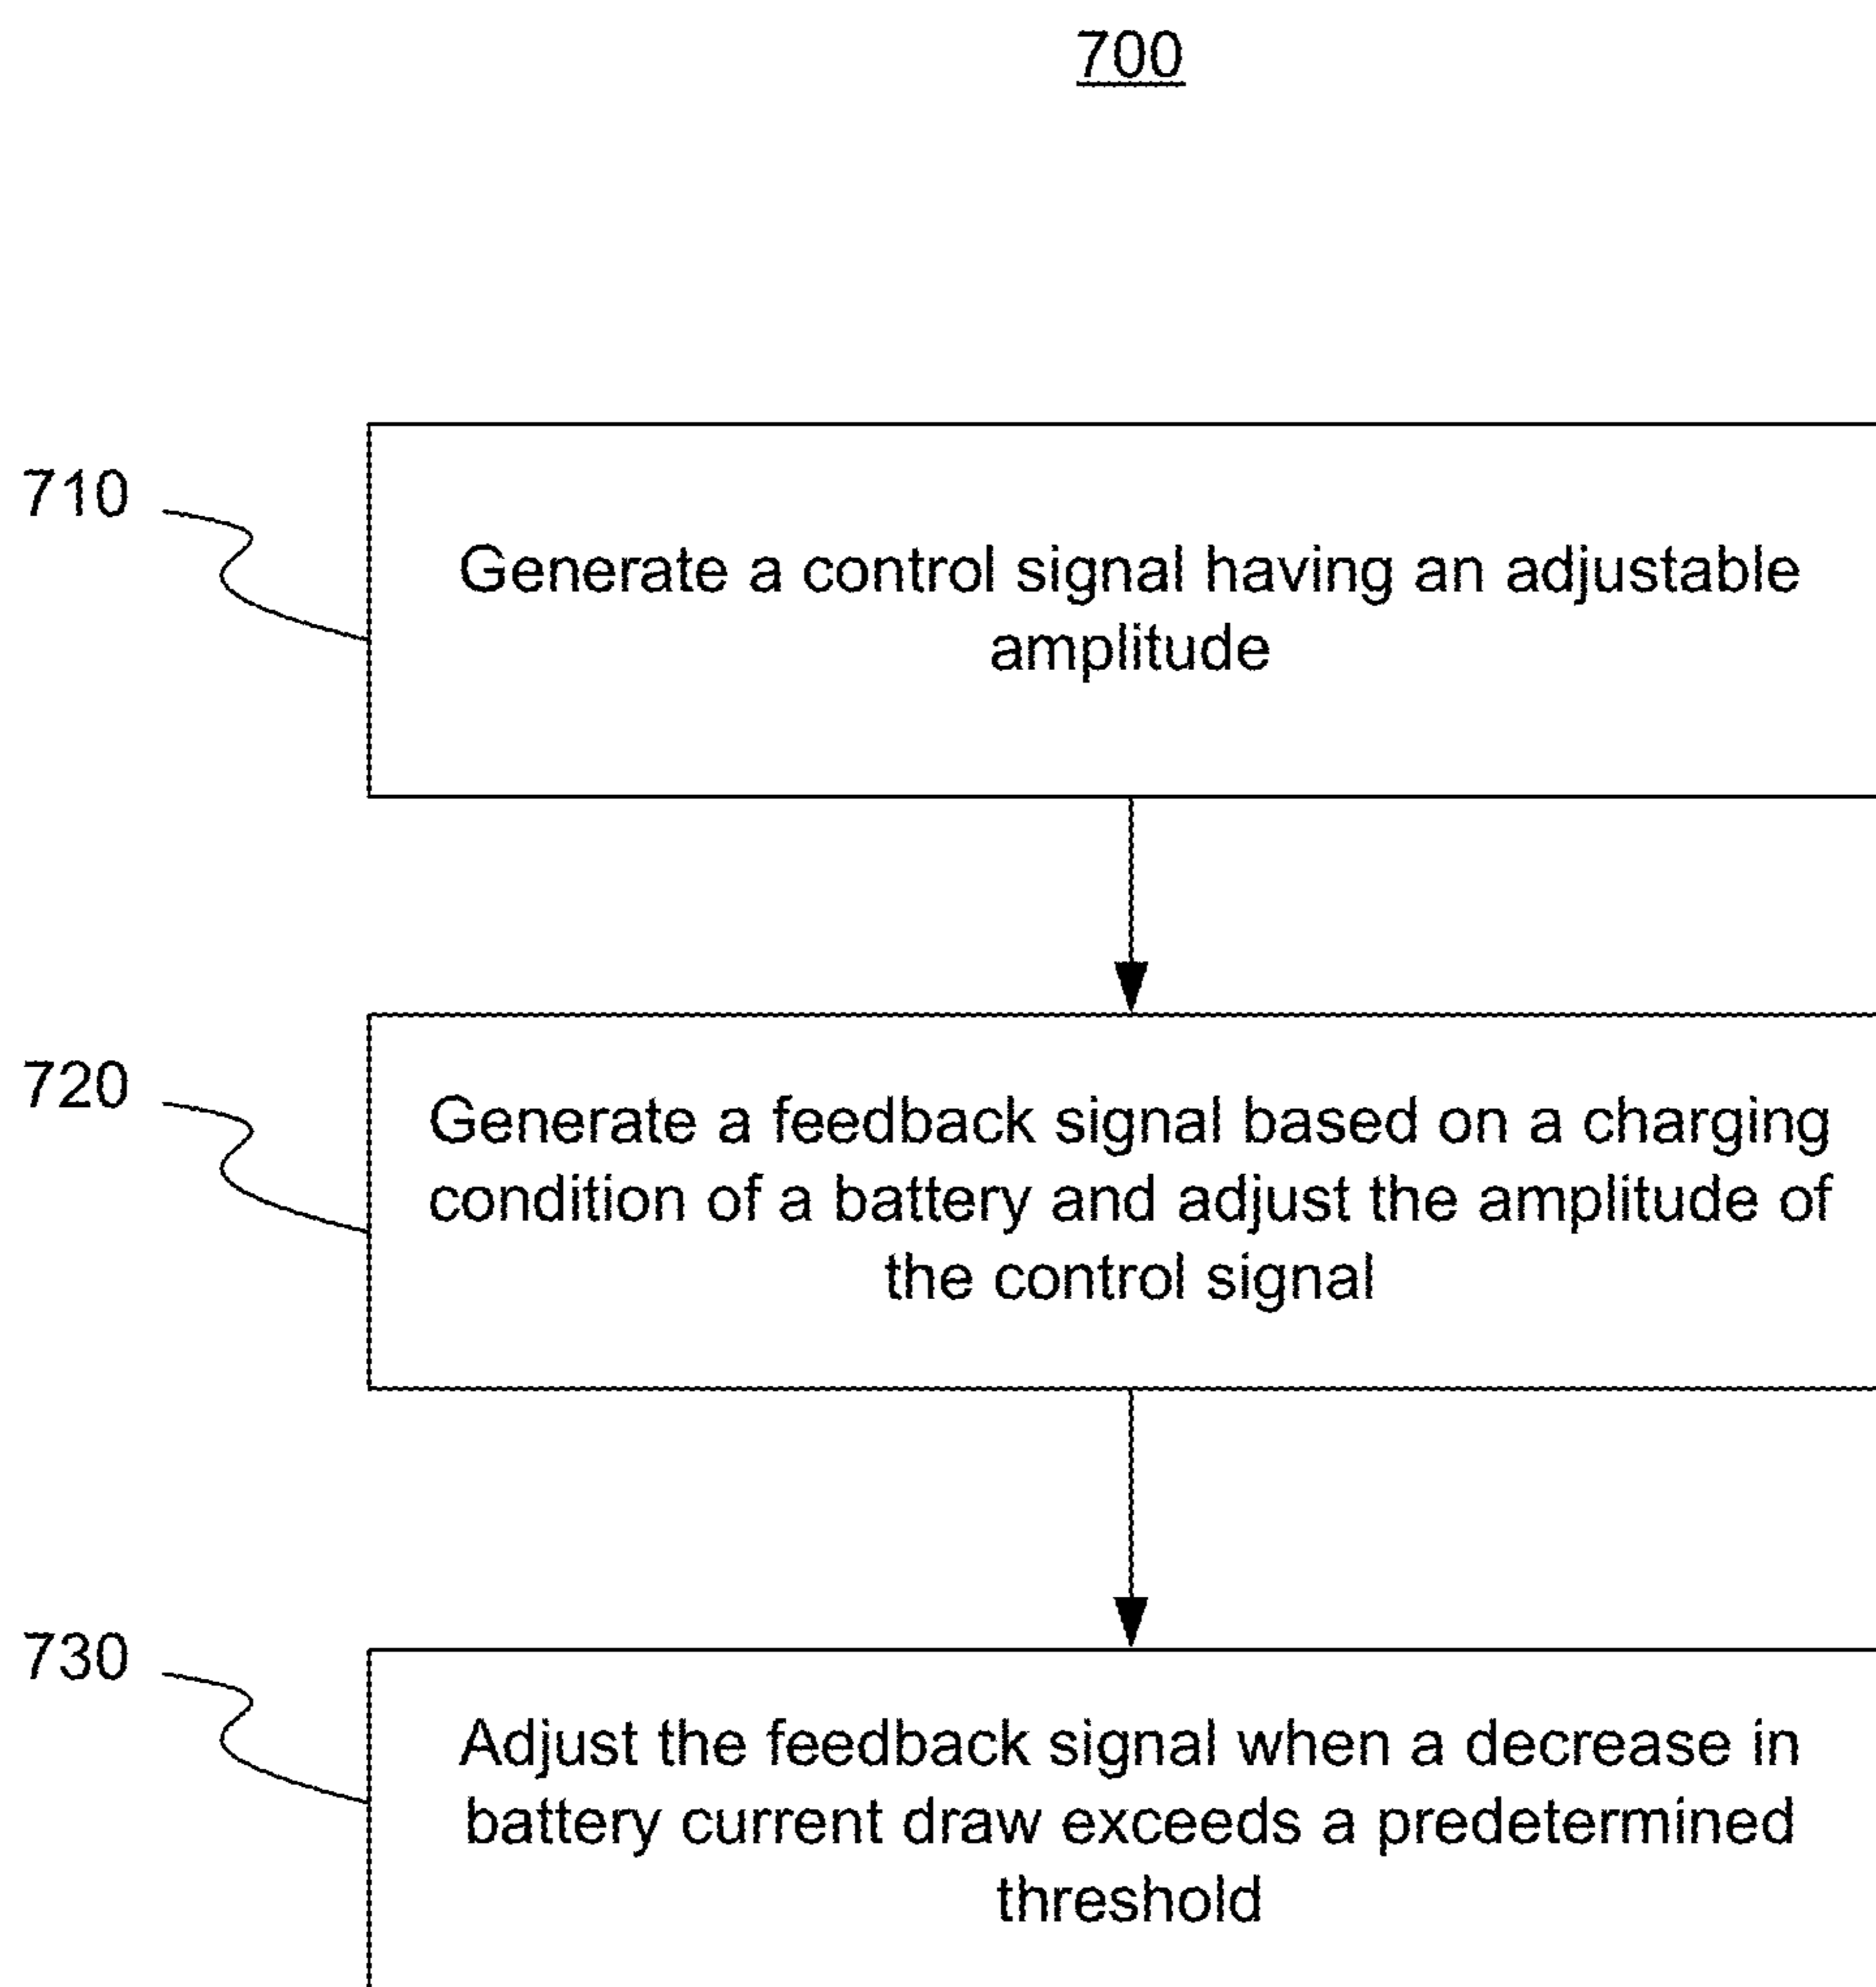 700
710
Generate a control signal having an adjustable
amplitude
720
Generate a feedback signal based on a charging
condition of a battery and adjust the amplitude of
the control signal
730
Adjust the feedback signal when a decrease in
battery current draw exceeds a predetermined
threshold